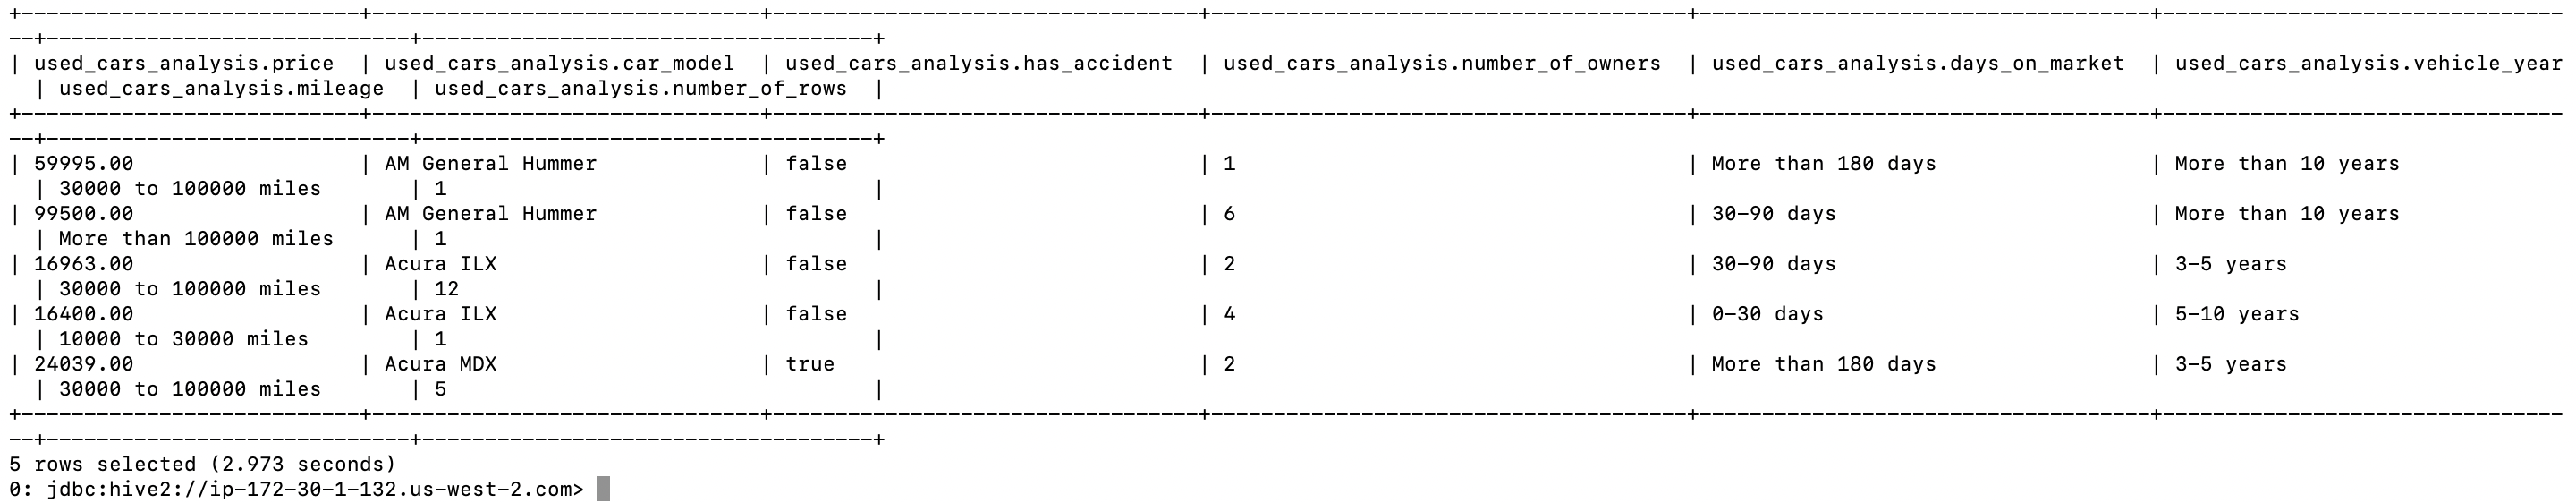 +---------------------------+-------------------------------+----------------------------------+--------------------------------------+------------------------------------+--------------------------------
--+-----------------------------+------------------------------------+
| used_cars_analysis.price  | used_cars_analysis.car_model  | used_cars_analysis.has_accident  | used_cars_analysis.number_of_owners  | used_cars_analysis.days_on_market  | used_cars_analysis.vehicle_year
  | used_cars_analysis.mileage  | used_cars_analysis.number_of_rows  |
+---------------------------+-------------------------------+----------------------------------+--------------------------------------+------------------------------------+--------------------------------
--+-----------------------------+------------------------------------+
| 59995.00                  | AM General Hummer             | false                            | 1                                    | More than 180 days                 | More than 10 years
  | 30000 to 100000 miles       | 1                                  |
| 99500.00                  | AM General Hummer             | false                            | 6                                    | 30-90 days                         | More than 10 years
  | More than 100000 miles      | 1                                  |
| 16963.00                  | Acura ILX                     | false                            | 2                                    | 30-90 days                         | 3-5 years
  | 30000 to 100000 miles       | 12                                 |
| 16400.00                  | Acura ILX                     | false                            | 4                                    | 0-30 days                          | 5-10 years
  | 10000 to 30000 miles        | 1                                  |
| 24039.00                  | Acura MDX                     | true                             | 2                                    | More than 180 days                 | 3-5 years
  | 30000 to 100000 miles       | 5                                  |
+---------------------------+-------------------------------+----------------------------------+--------------------------------------+------------------------------------+--------------------------------
--+-----------------------------+------------------------------------+
5 rows selected (2.973 seconds)
0: jdbc:hive2://ip-172-30-1-132.us-west-2.com>